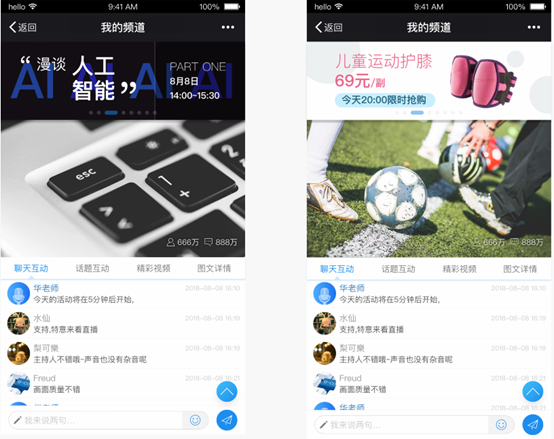 hello 9:41 AM 100%
返回 我的频道
“漫谈 人工
智能”
AI AI AI AI
PART ONE
8月8日
14:00-15:30
esc
1
666万 888万
聊天互动 话题互动 精彩视频 图文详情
华老师 2018-08-08 16:10
今天的活动将在5分钟后开始,
水仙 2018-08-08 16:19
支持,特意来看直播
梨可樂 2018-08-08 16:19
主持人不错哦~声音也没有杂音呢
Freud 2018-08-08 16:21
画面质量不错
华老师
我来说两句...
hello 9:41 AM 100%
返回 我的频道
儿童运动护膝
69元/副
今天20:00限时抢购
666万 888万
聊天互动 话题互动 精彩视频 图文详情
华老师 2018-08-08 16:10
今天的活动将在5分钟后开始,
水仙 2018-08-08 16:19
支持,特意来看直播
梨可樂 2018-08-08 16:19
主持人不错哦~声音也没有杂音呢
Freud 2018-08-08 16:21
画面质量不错
华老师
我来说两句...